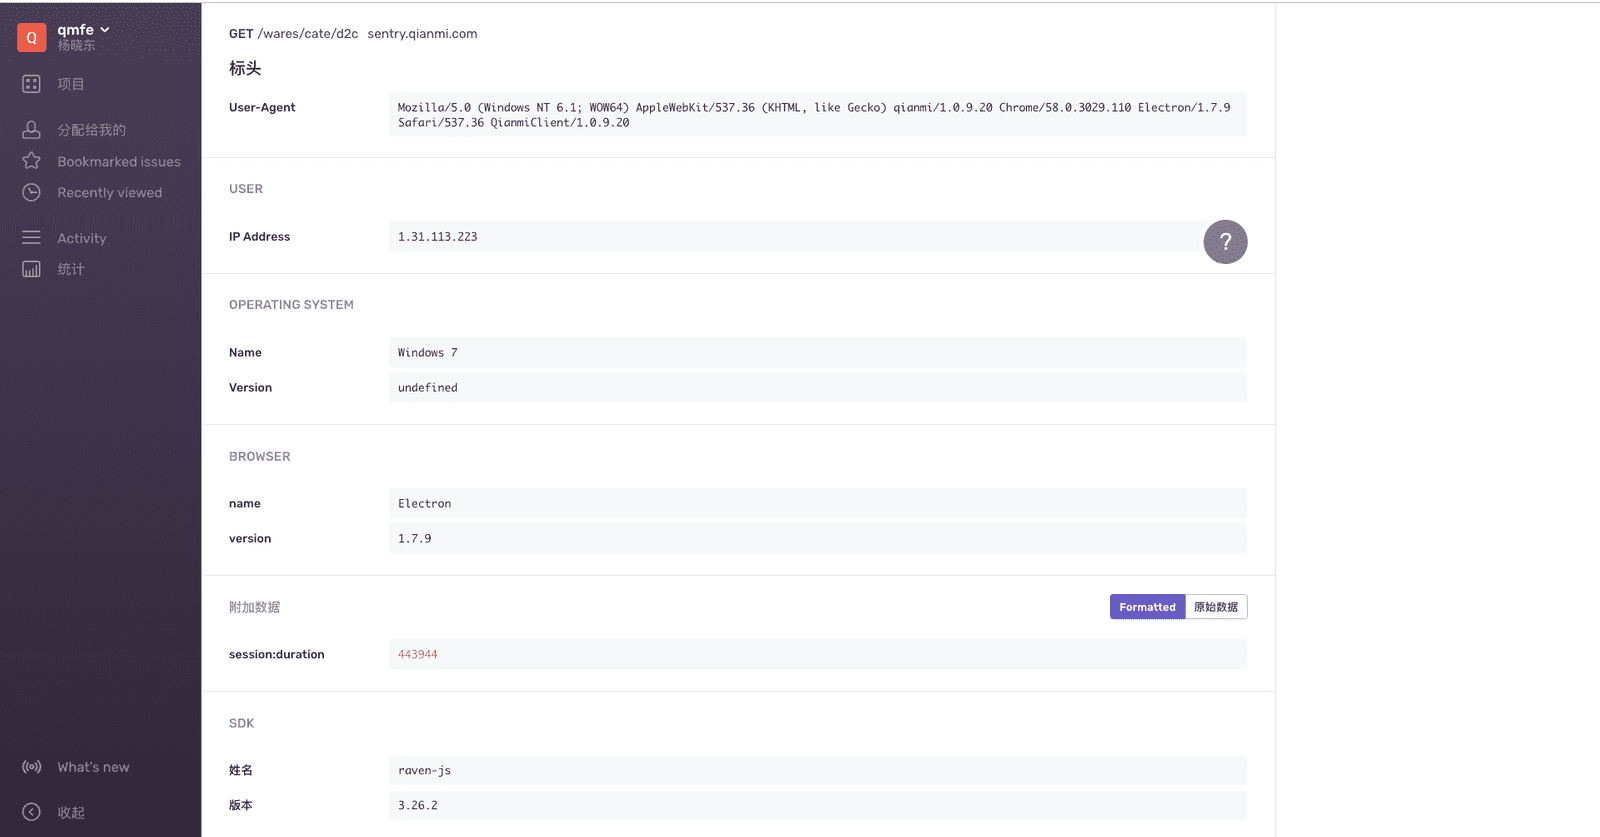 Q
qmfe
杨晓东
项目
分配给我的
Bookmarked issues
Recently viewed
Activity
统计
What's new
收起
GET /wares/cate/d2c sentry.qianmi.com
标头
User-Agent
Mozilla/5.0 (Windows NT 6.1; WOW64) AppleWebKit/537.36 (KHTML, like Gecko) qianmi/1.0.9.20 Chrome/58.0.3029.110 Electron/1.7.9
Safari/537.36 QianmiClient/1.0.9.20
USER
IP Address
1.31.113.223
?
OPERATING SYSTEM
Name
Windows 7
Version
undefined
BROWSER
name
Electron
version
1.7.9
附加数据
Formatted
原始数据
session:duration
443944
SDK
姓名
raven-js
版本
3.26.2